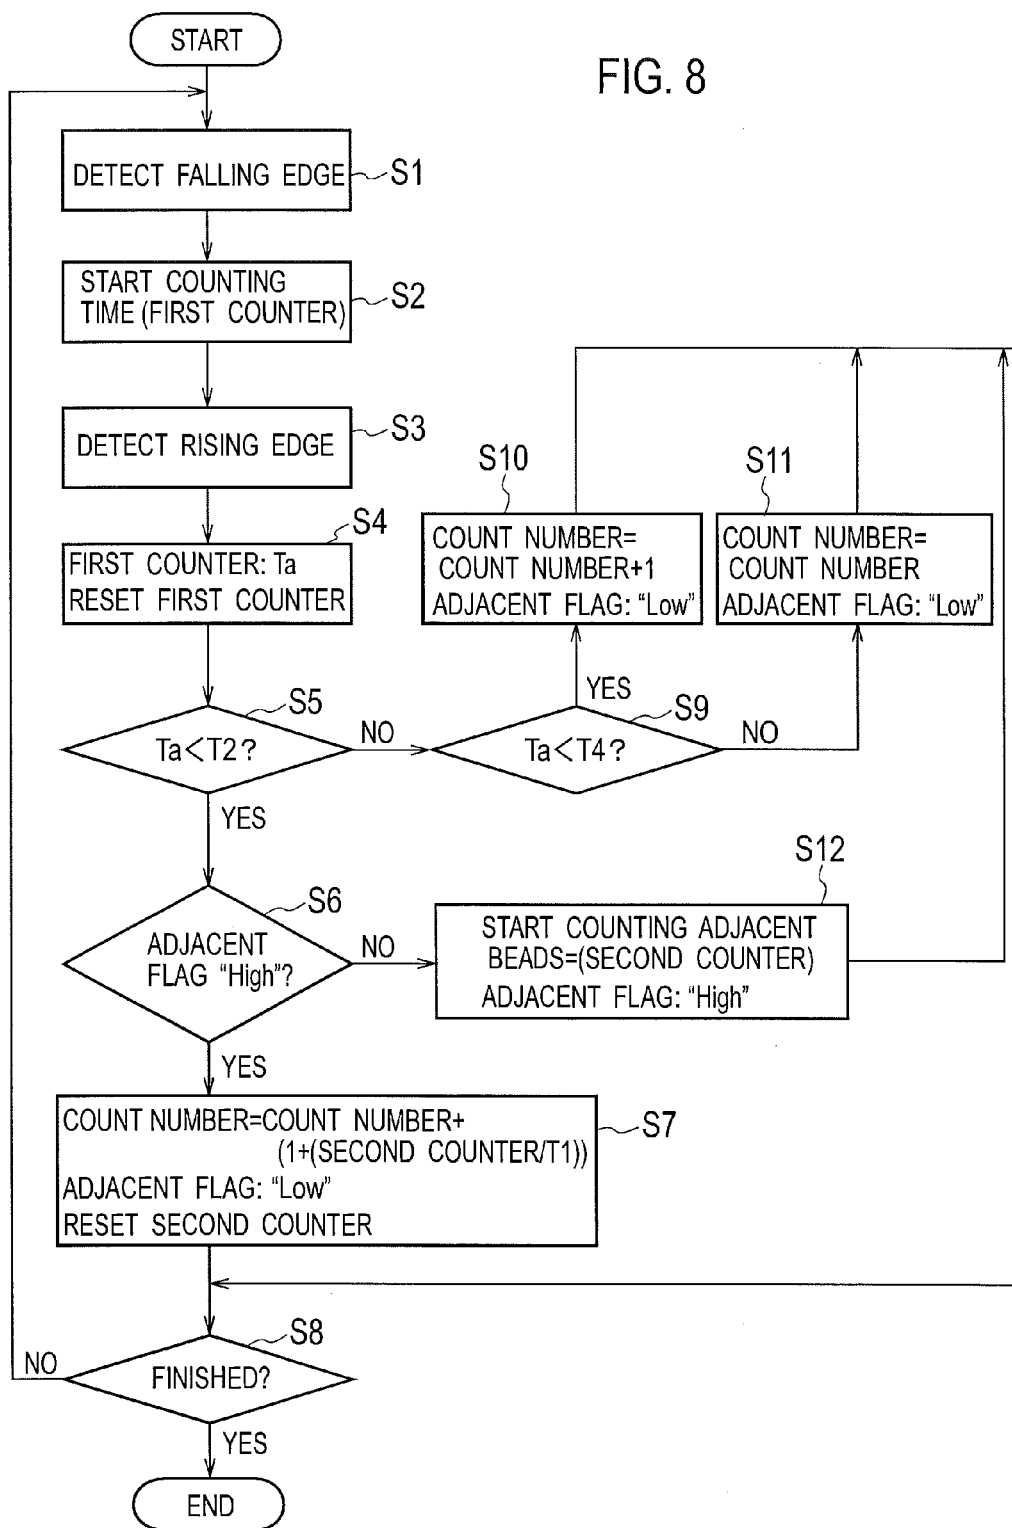 START
FIG. 8
DETECT FALLING EDGE
S1
START COUNTING
TIME (FIRST COUNTER)
S2
DETECT RISING EDGE
S3
S4
FIRST COUNTER: Ta
RESET FIRST COUNTER
S10
COUNT NUMBER=
COUNT NUMBER+1
ADJACENT FLAG: “Low”
S11
COUNT NUMBER=
COUNT NUMBER
ADJACENT FLAG: “Low”
S5
Ta<T2?
NO
YES
S9
Ta<T4?
YES
NO
S6
ADJACENT
FLAG “High”?
NO
YES
S12
START COUNTING ADJACENT
BEADS=(SECOND COUNTER)
ADJACENT FLAG: “High”
COUNT NUMBER=COUNT NUMBER+
(1+(SECOND COUNTER/T1))
ADJACENT FLAG: “Low”
RESET SECOND COUNTER
S7
S8
FINISHED?
NO
YES
END